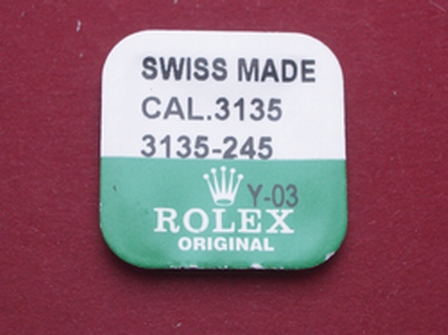 SWISS MADE
CAL.3135
3135-245
Y-03
ROLEX
ORIGINAL